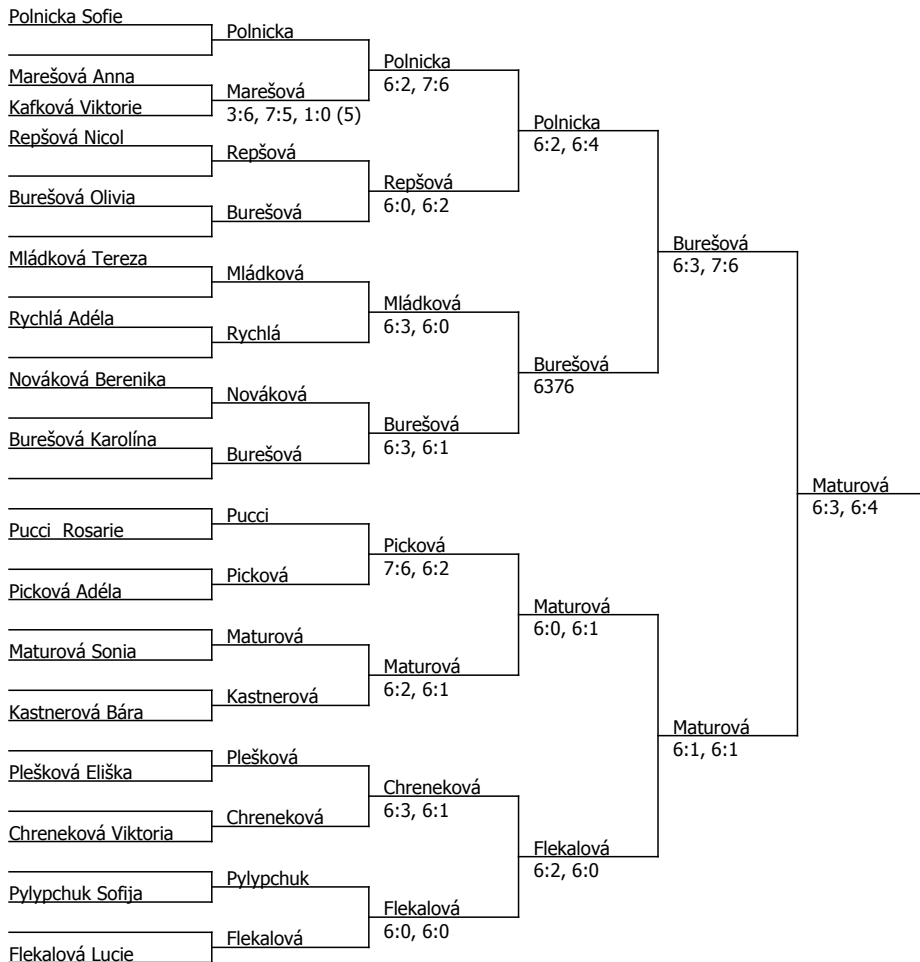 Polnicka Sofie
Marešová Anna
Kafková Viktorie
Repšová Nicol
Burešová Olivia
Mládková Tereza
Rychlá Adéla
Nováková Berenika
Burešová Karolína
Pucci  Rosarie
Picková Adéla
Maturová Sonia
Kastnerová Bára
Plešková Eliška
Chreneková Viktoria
Pylypchuk Sofija
Flekalová Lucie
Polnicka
Marešová
3:6, 7:5, 1:0 (5)
Repšová
Burešová
Mládková
Rychlá
Nováková
Burešová
Pucci
Picková
Maturová
Kastnerová
Plešková
Chreneková
Pylypchuk
Flekalová
Polnicka
6:2, 7:6
Repšová
6:0, 6:2
Mládková
6:3, 6:0
Burešová
6:3, 6:1
Picková
7:6, 6:2
Maturová
6:2, 6:1
Chreneková
6:3, 6:1
Flekalová
6:0, 6:0
Polnicka
6:2, 6:4
Burešová
6376
Maturová
6:0, 6:1
Flekalová
6:2, 6:0
Burešová
6:3, 7:6
Maturová
6:1, 6:1
Maturová
6:3, 6:4